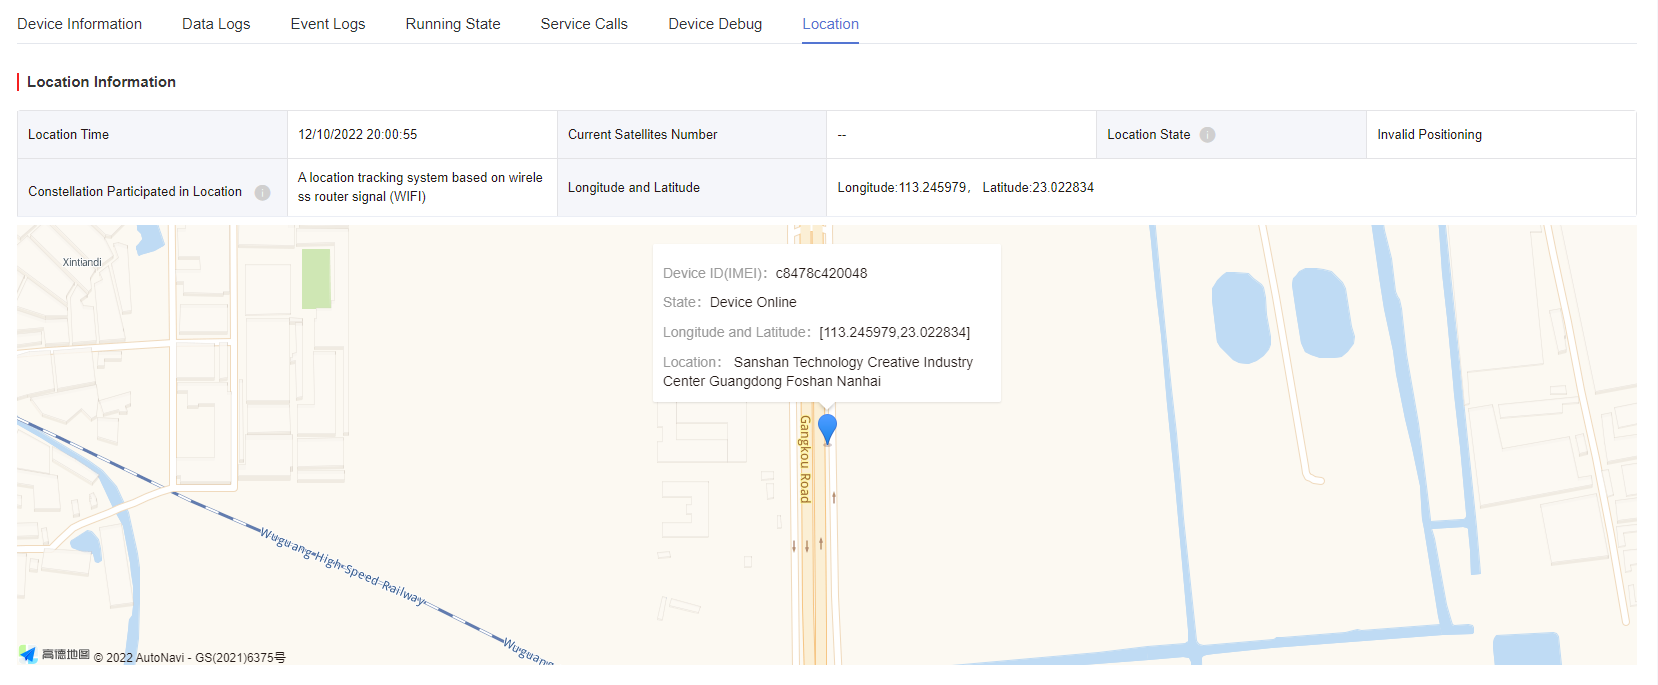 Device Information Data Logs Event Logs Running State Service Calls Device Debug Location
Location Information
Location Time 12/10/2022 20:00:55 Current Satellites Number -- Location State Invalid Positioning
Constellation Participated in Location A location tracking system based on wirele
ss router signal (WIFI) Longitude and Latitude Longitude:113.245979， Latitude:23.022834
Xintiandi
Device ID(IMEI)： c8478c420048
State： Device Online
Longitude and Latitude： [113.245979,23.022834]
Location： Sanshan Technology Creative Industry
Center Guangdong Foshan Nanhai
Gangkou Road
Wuguang-High-Speed-Railway
Wuguang
高德地图 © 2022 AutoNavi - GS(2021)6375号